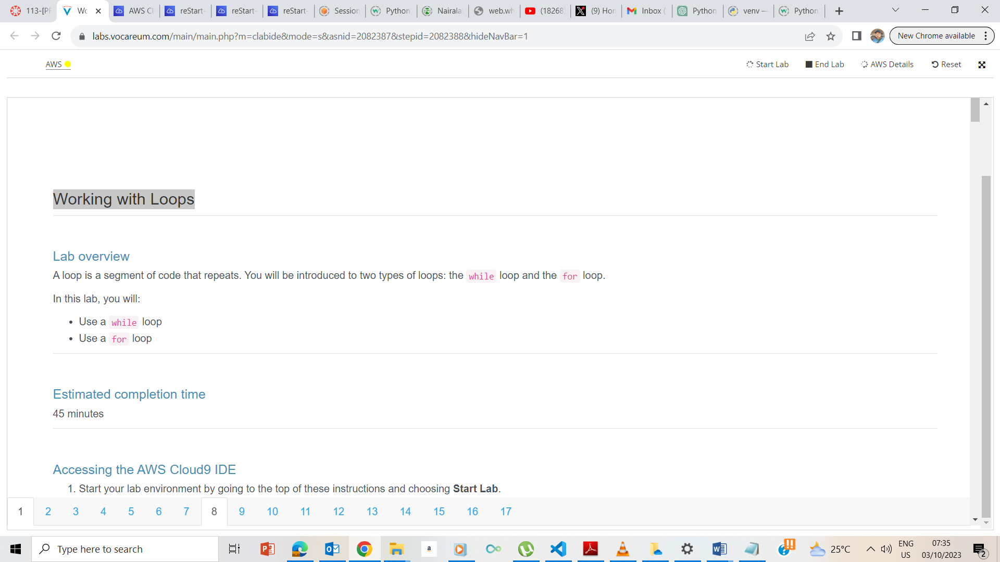 113-[PF
Wo
AWS Cl
reStart-
reStart-
reStart-
Session
Python
Nairala
web.wh
(18268)
(9) Hom
Inbox (
Python
venv —
Python
labs.vocareum.com/main/main.php?m=clabide&mode=s&asnid=2082387&stepid=2082388&hideNavBar=1
New Chrome available
AWS
Start Lab
End Lab
AWS Details
Reset
Working with Loops
Lab overview
A loop is a segment of code that repeats. You will be introduced to two types of loops: the while loop and the for loop.
In this lab, you will:
• Use a while loop
• Use a for loop
Estimated completion time
45 minutes
Accessing the AWS Cloud9 IDE
1. Start your lab environment by going to the top of these instructions and choosing Start Lab.
1 2 3 4 5 6 7 8 9 10 11 12 13 14 15 16 17
Type here to search
a
25°C
ENG
US
07:35
03/10/2023
2